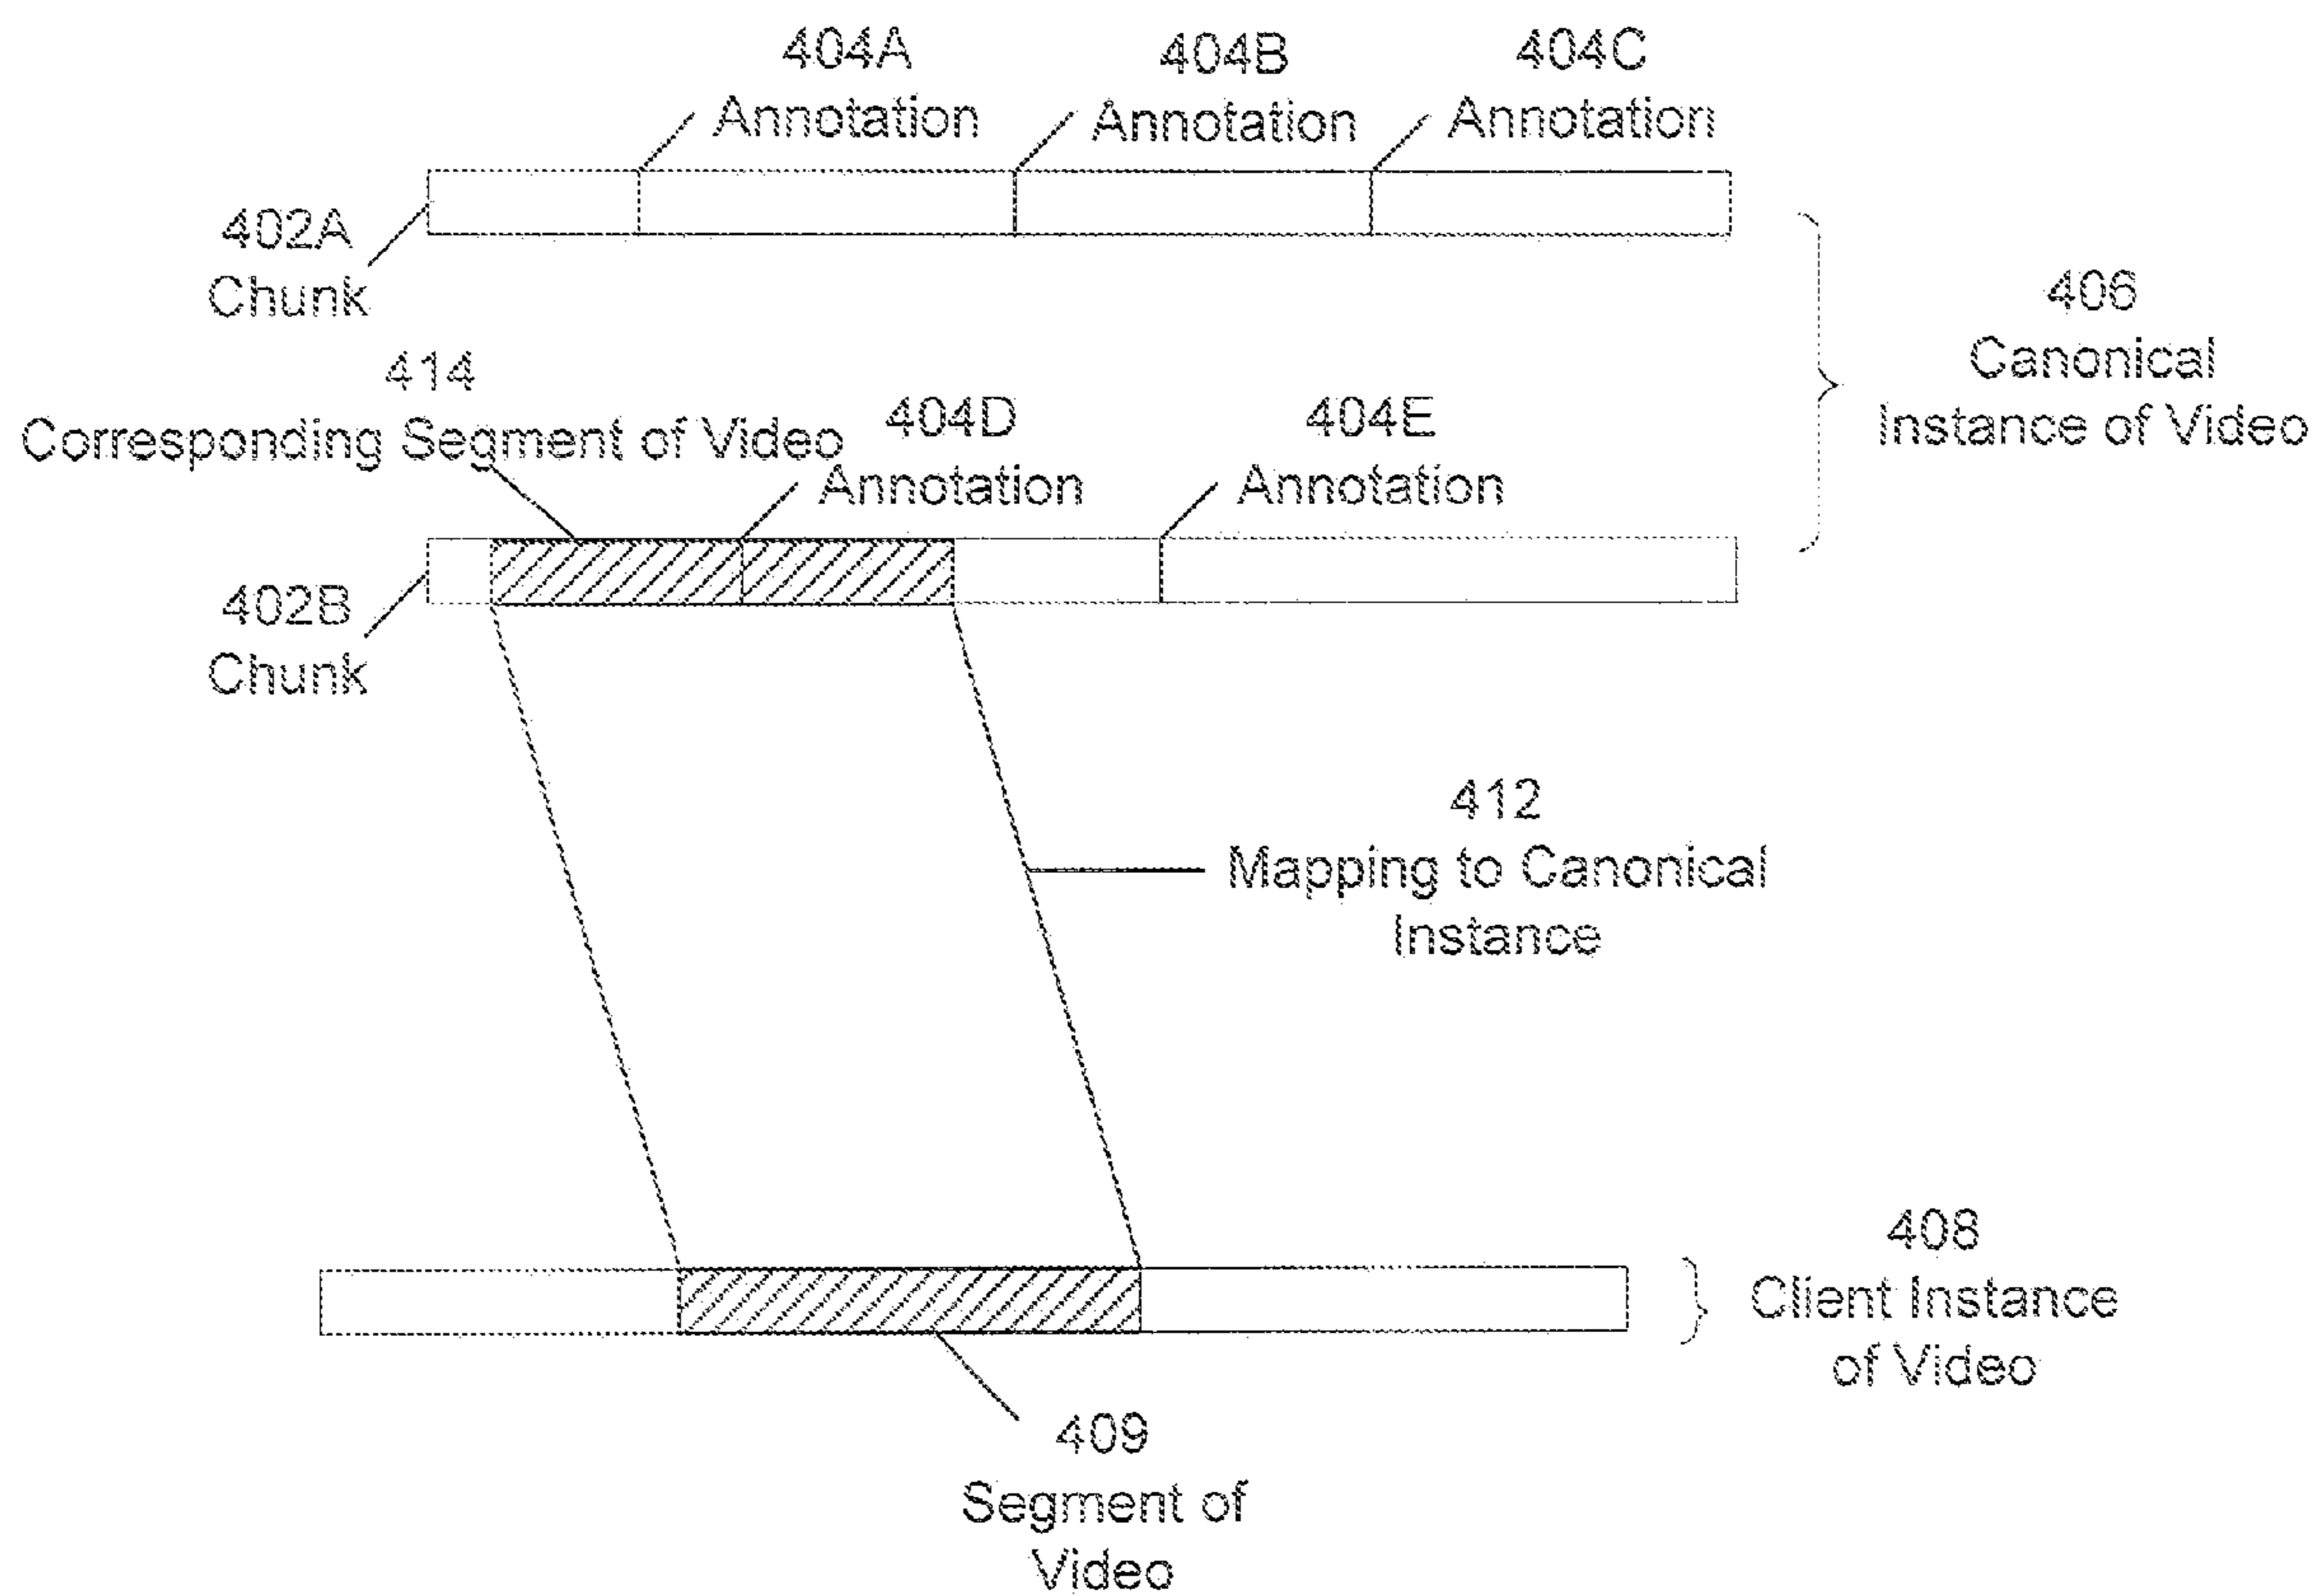 404A
Annotation
404B
Annotation
404C
Annotation
402A
Chunk
406
Canonical
Instance of Video
414
Corresponding Segment of Video
404D
Annotation
404E
Annotation
402B
Chunk
412
Mapping to Canonical
Instance
408
Client Instance
of Video
409
Segment of
Video